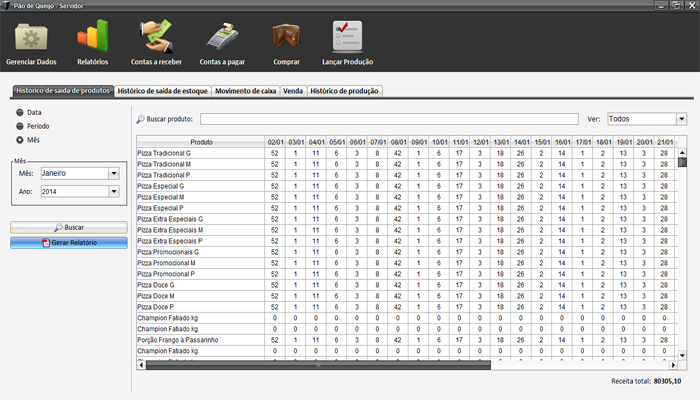 Pão de Queijo - Servidor
Gerenciar Dados Relatórios Contas a receber Contas a pagar Comprar Lançar Produção
Histórico de saída de produtos Histórico de saída de estoque Movimento de caixa Venda Histórico de produção
Data
Período
Mês
Mês
Mês: Janeiro
Ano: 2014
Buscar
Gerar Relatório
Buscar produto: Ver: Todos
Produto 02/01 03/01 04/01 05/01 06/01 07/01 08/01 09/01 10/01 11/01 12/01 13/01 14/01 15/01 16/01 17/01 18/01 19/01 20/01 21/01
Pizza Tradicional G 52 1 11 6 3 8 42 1 6 17 3 18 26 2 14 1 2 13 3 28
Pizza Tradicional M 52 1 11 6 3 8 42 1 6 17 3 18 26 2 14 1 2 13 3 28
Pizza Tradicional P 52 1 11 6 3 8 42 1 6 17 3 18 26 2 14 1 2 13 3 28
Pizza Especial G 52 1 11 6 3 8 42 1 6 17 3 18 26 2 14 1 2 13 3 28
Pizza Especial M 52 1 11 6 3 8 42 1 6 17 3 18 26 2 14 1 2 13 3 28
Pizza Especial P 52 1 11 6 3 8 42 1 6 17 3 18 26 2 14 1 2 13 3 28
Pizza Extra Especiais G 52 1 11 6 3 8 42 1 6 17 3 18 26 2 14 1 2 13 3 28
Pizza Extra Especiais M 52 1 11 6 3 8 42 1 6 17 3 18 26 2 14 1 2 13 3 28
Pizza Extra Especiais P 52 1 11 6 3 8 42 1 6 17 3 18 26 2 14 1 2 13 3 28
Pizza Promocionais G 52 1 11 6 3 8 42 1 6 17 3 18 26 2 14 1 2 13 3 28
Pizza Promocional M 52 1 11 6 3 8 42 1 6 17 3 18 26 2 14 1 2 13 3 28
Pizza Promocional P 52 1 11 6 3 8 42 1 6 17 3 18 26 2 14 1 2 13 3 28
Pizza Doce G 52 1 11 6 3 8 42 1 6 17 3 18 26 2 14 1 2 13 3 28
Pizza Doce M 52 1 11 6 3 8 42 1 6 17 3 18 26 2 14 1 2 13 3 28
Pizza Doce P 52 1 11 6 3 8 42 1 6 17 3 18 26 2 14 1 2 13 3 28
Champion Fatiado kg 0 0 0 0 0 0 0 0 0 0 0 0 0 0 0 0 0 0 0 0
Champion Fatiado kg 0 0 0 0 0 0 0 0 0 0 0 0 0 0 0 0 0 0 0 0
Porção Frango à Passarinho 52 1 11 6 3 8 42 1 6 17 3 18 26 2 14 1 2 13 3 28
Champion Fatiado kg 0 0 0 0 0 0 0 0 0 0 0 0 0 0 0 0 0 0 0 0
Champion Fatiado kg
Receita total: 80305,10